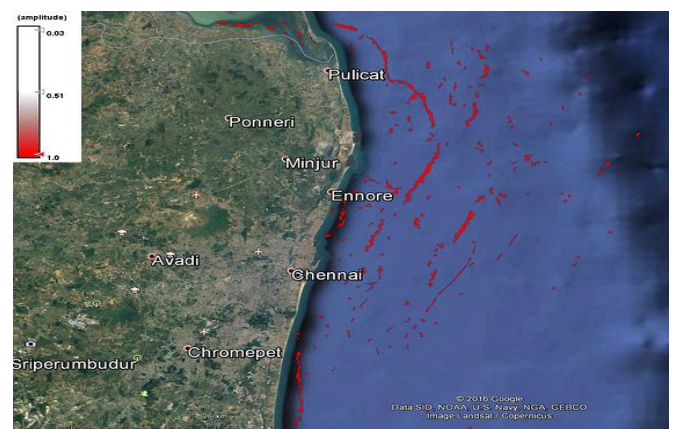 (amplitude)
0.03
0.51
1.0
Pulicat
Ponneri
Minjur
Ennore
Avadi
Chennai
Chromepet
Sriperumbudur
© 2016 Google
Data SIO, NOAA, U.S. Navy, NGA, GEBCO
Image Landsat / Copernicus